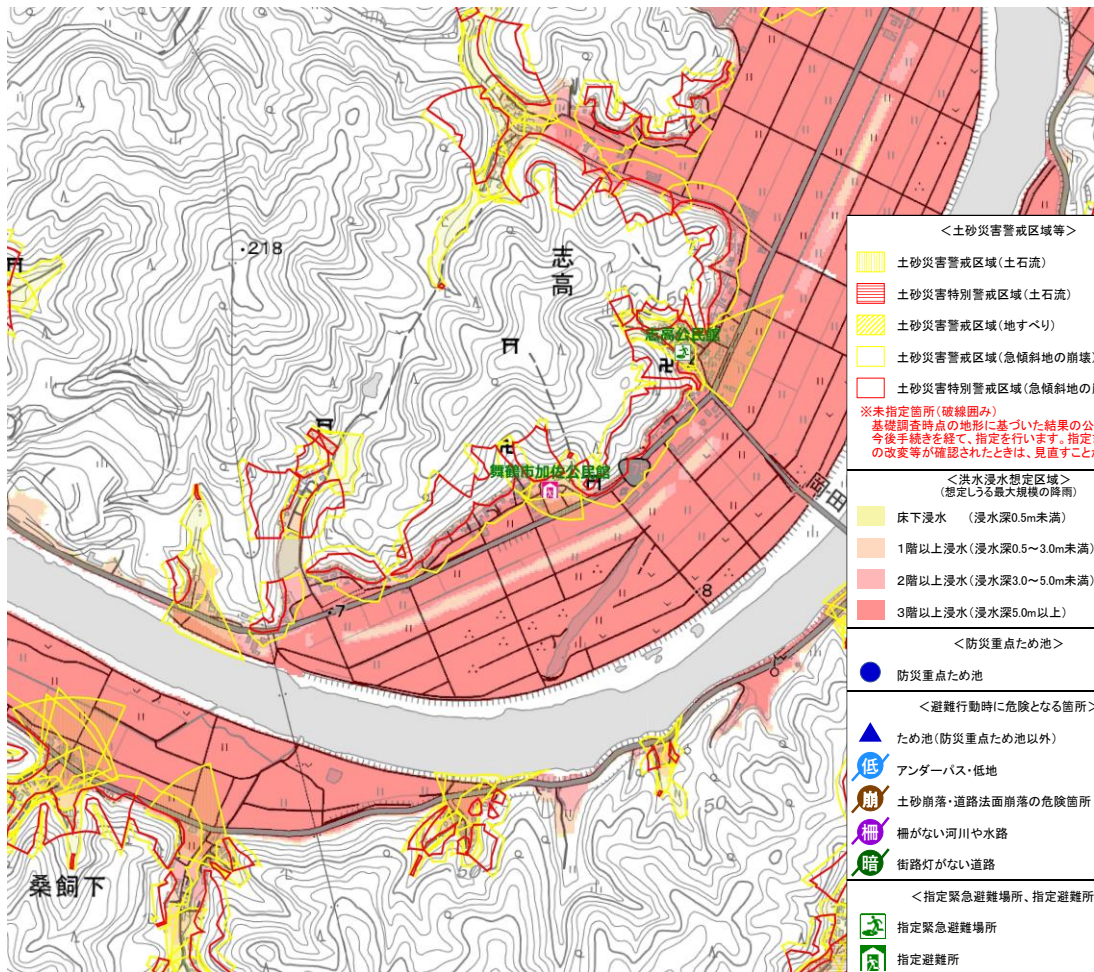 ・218
志高
志高公民館
舞鶴市加佐公民館
岡田
・7
・8
50
50
桑飼下
＜土砂災害警戒区域等＞
土砂災害警戒区域(土石流)
土砂災害特別警戒区域(土石流)
土砂災害警戒区域(地すべり)
土砂災害警戒区域(急傾斜地の崩壊)
土砂災害特別警戒区域(急傾斜地の
※未指定箇所(破線囲み)
基礎調査時点の地形に基づいた結果の公
今後手続きを経て、指定を行います。指定
の改変等が確認されたときは、見直すことが
＜洪水浸水想定区域＞
(想定しうる最大規模の降雨)
床下浸水　(浸水深0.5m未満)
1階以上浸水(浸水深0.5～3.0m未満)
2階以上浸水(浸水深3.0～5.0m未満)
3階以上浸水(浸水深5.0m以上)
＜防災重点ため池＞
防災重点ため池
＜避難行動時に危険となる箇所＞
ため池(防災重点ため池以外)
低 アンダーパス・低地
崩 土砂崩落・道路法面崩落の危険箇所
柵 柵がない河川や水路
暗 街路灯がない道路
＜指定緊急避難場所、指定避難所
指定緊急避難場所
指定避難所